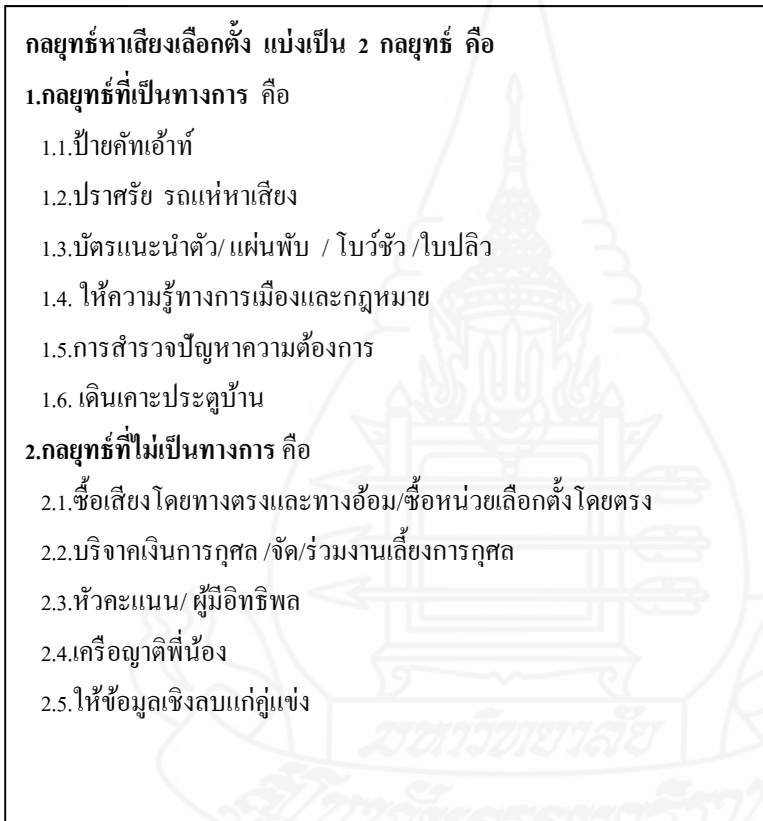 กลยุทธ์หาเสียงเลือกตั้ง แบ่งเป็น 2 กลยุทธ์ คือ
1.กลยุทธ์ที่เป็นทางการ คือ
1.1.ป้ายคัทเอ้าท์
1.2.ปราศรัย รถแห่หาเสียง
1.3.บัตรแนะนำตัว/ แผ่นพับ / โบว์ชัว /ใบปลิว
1.4. ให้ความรู้ทางการเมืองและกฎหมาย
1.5.การสำรวจปัญหาความต้องการ
1.6. เดินเคาะประตูบ้าน
2.กลยุทธ์ที่ไม่เป็นทางการ คือ
2.1.ซื้อเสียงโดยทางตรงและทางอ้อม/ซื้อหน่วยเลือกตั้งโดยตรง
2.2.บริจาคเงินการกุศล /จัด/ร่วมงานเลี้ยงการกุศล
2.3.หัวคะแนน/ ผู้มีอิทธิพล
2.4.เครือญาติพี่น้อง
2.5.ให้ข้อมูลเชิงลบแก่คู่แข่ง
มหาวิทยาลัย